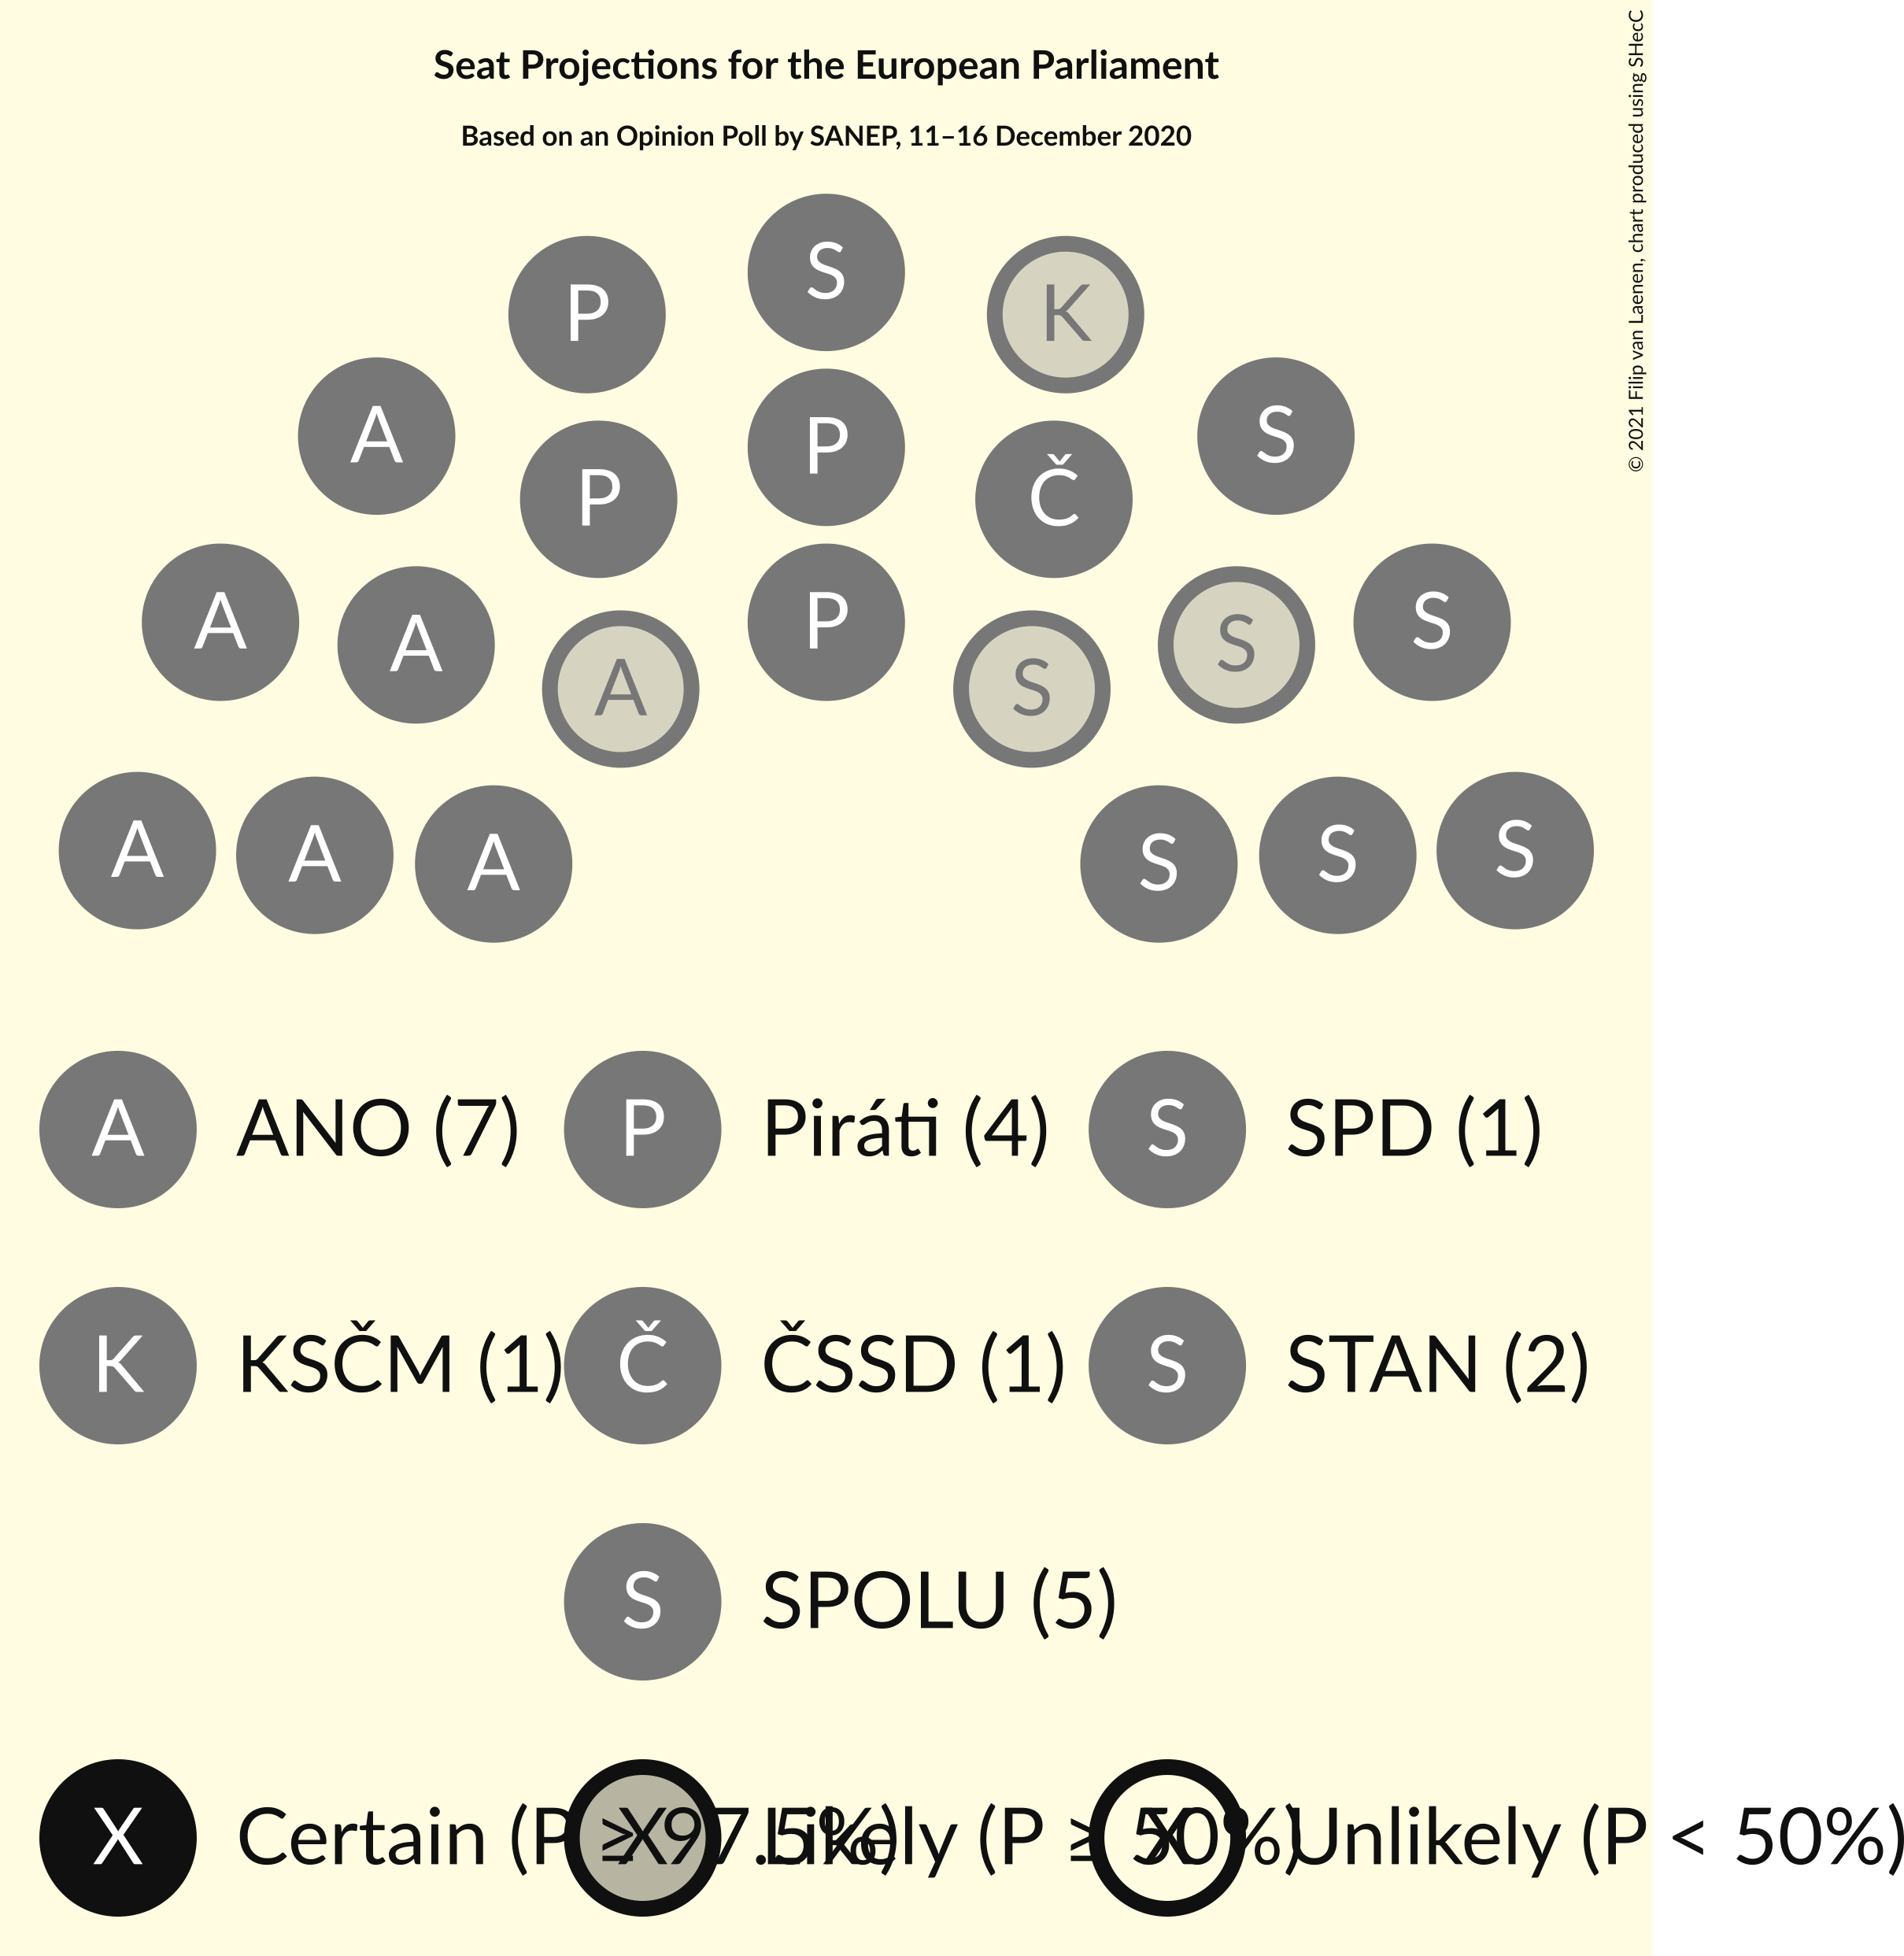 Seat Projections for the European Parliament
Based on an Opinion Poll by SANEP, 11–16 December 2020
© 2021 Filip van Laenen, chart produced using SHecC
S
P K
A P S
P Č
A P S
A S
A S
A S
A A S S
A S
A ANO (7) P Piráti (4) S SPD (1)
K KSČM (1) Č ČSSD (1) S STAN (2)
S SPOLU (5)
X Certain (P ≥ 97.5%) X Likely (P ≥ 50%) X Unlikely (P < 50%)